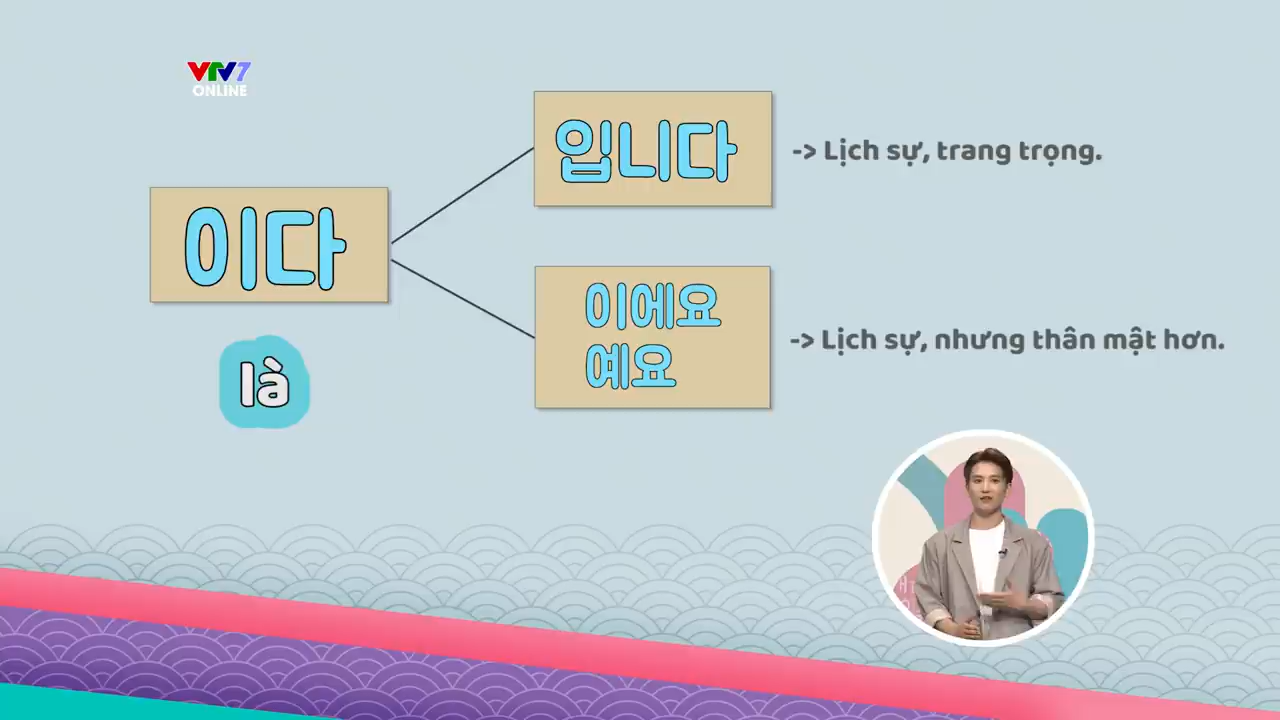 VTV7
ONLINE
입니다
-> Lịch sự, trang trọng.
이다
이에요
예요
-> Lịch sự, nhưng thân mật hơn.
là